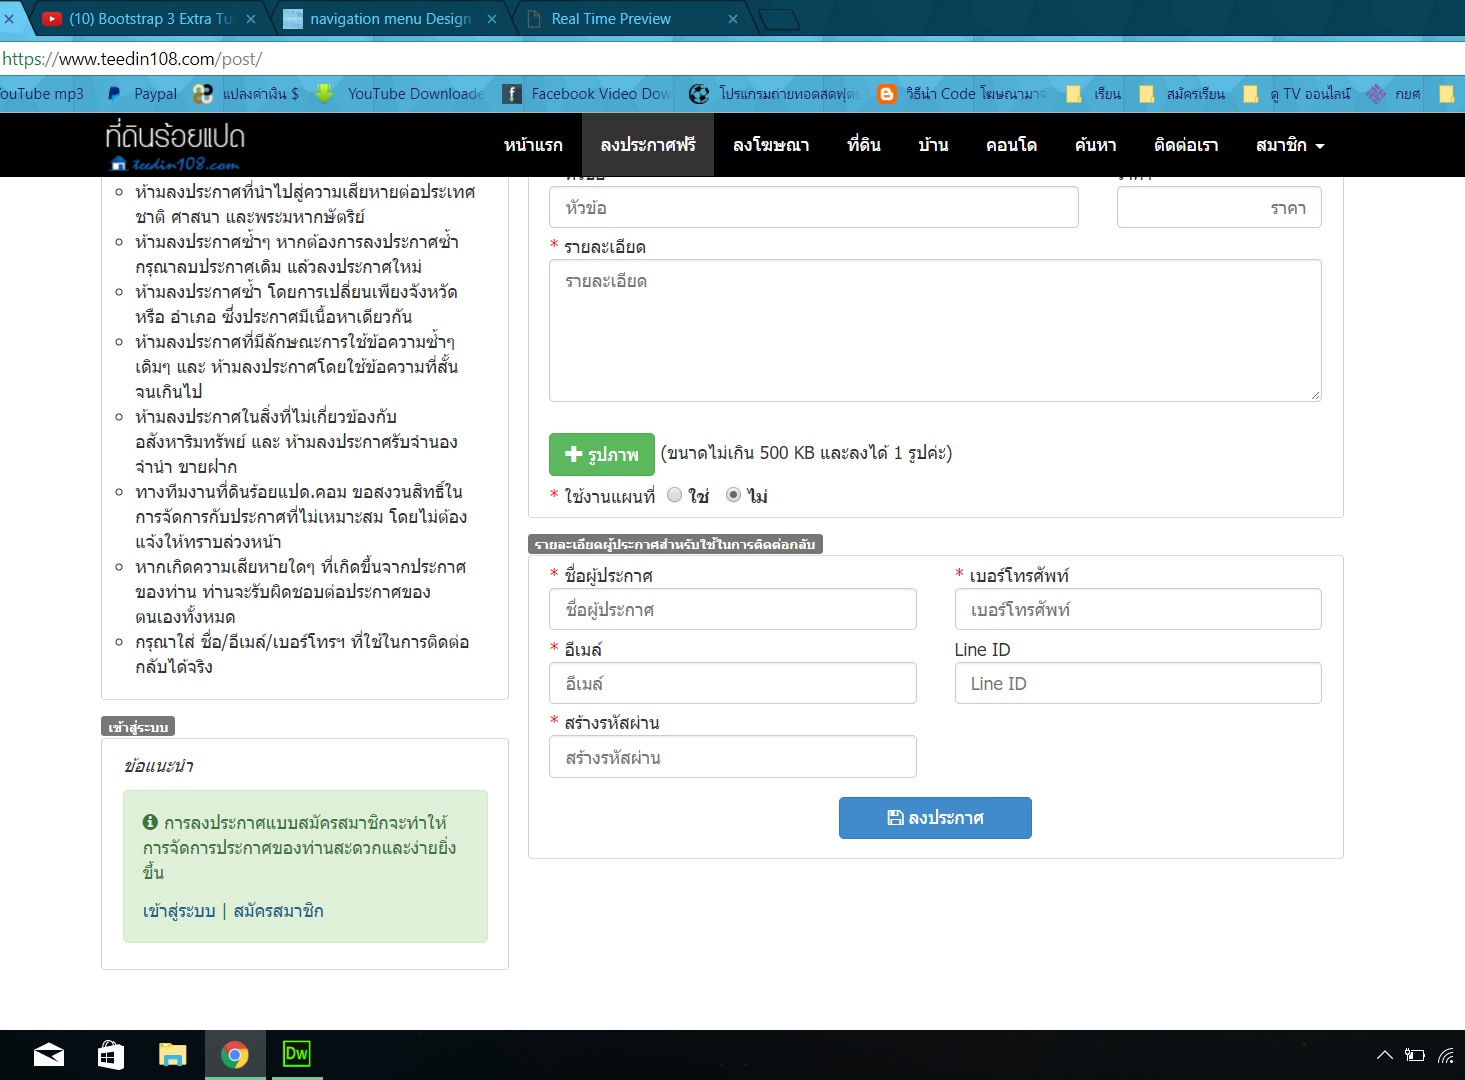 (10) Bootstrap 3 Extra Tu
navigation menu Design
Real Time Preview
https://www.teedin108.com/post/
YouTube mp3
Paypal
แปลงค่าเงิน $
YouTube Downloade
Facebook Video Dow
โปรแกรมถ่ายทอดสดฟุตบ
วิธีนำ Code โฆษณามาจ
เรียน
สมัครเรียน
ดู TV ออนไลน์
กยศ
ที่ดินร้อยแปด
teedin108.com
หน้าแรก
ลงประกาศฟรี
ลงโฆษณา
ที่ดิน
บ้าน
คอนโด
ค้นหา
ติดต่อเรา
สมาชิก
ห้ามลงประกาศที่นำไปสู่ความเสียหายต่อประเทศ
ชาติ ศาสนา และพระมหากษัตริย์
ห้ามลงประกาศซ้ำๆ หากต้องการลงประกาศซ้ำ
กรุณาลบประกาศเดิม แล้วลงประกาศใหม่
ห้ามลงประกาศซ้ำ โดยการเปลี่ยนเพียงจังหวัด
หรือ อำเภอ ซึ่งประกาศมีเนื้อหาเดียวกัน
ห้ามลงประกาศที่มีลักษณะการใช้ข้อความซ้ำๆ
เดิมๆ และ ห้ามลงประกาศโดยใช้ข้อความที่สั้น
จนเกินไป
ห้ามลงประกาศในสิ่งที่ไม่เกี่ยวข้องกับ
อสังหาริมทรัพย์ และ ห้ามลงประกาศรับจำนอง
จำนำ ขายฝาก
ทางทีมงานที่ดินร้อยแปด.คอม ขอสงวนสิทธิ์ใน
การจัดการกับประกาศที่ไม่เหมาะสม โดยไม่ต้อง
แจ้งให้ทราบล่วงหน้า
หากเกิดความเสียหายใดๆ ที่เกิดขึ้นจากประกาศ
ของท่าน ท่านจะรับผิดชอบต่อประกาศของ
ตนเองทั้งหมด
กรุณาใส่ ชื่อ/อีเมล์/เบอร์โทรฯ ที่ใช้ในการติดต่อ
กลับได้จริง
เข้าสู่ระบบ
ข้อแนะนำ
การลงประกาศแบบสมัครสมาชิกจะทำให้
การจัดการประกาศของท่านสะดวกและง่ายยิ่ง
ขึ้น
เข้าสู่ระบบ | สมัครสมาชิก
หัวข้อ
ราคา
* รายละเอียด
รายละเอียด
รูปภาพ (ขนาดไม่เกิน 500 KB และลงได้ 1 รูปค่ะ)
* ใช้งานแผนที่ ใช่ ไม่
รายละเอียดผู้ประกาศสำหรับใช้ในการติดต่อกลับ
* ชื่อผู้ประกาศ
* เบอร์โทรศัพท์
ชื่อผู้ประกาศ
เบอร์โทรศัพท์
* อีเมล์
Line ID
อีเมล์
Line ID
* สร้างรหัสผ่าน
สร้างรหัสผ่าน
ลงประกาศ
Dw